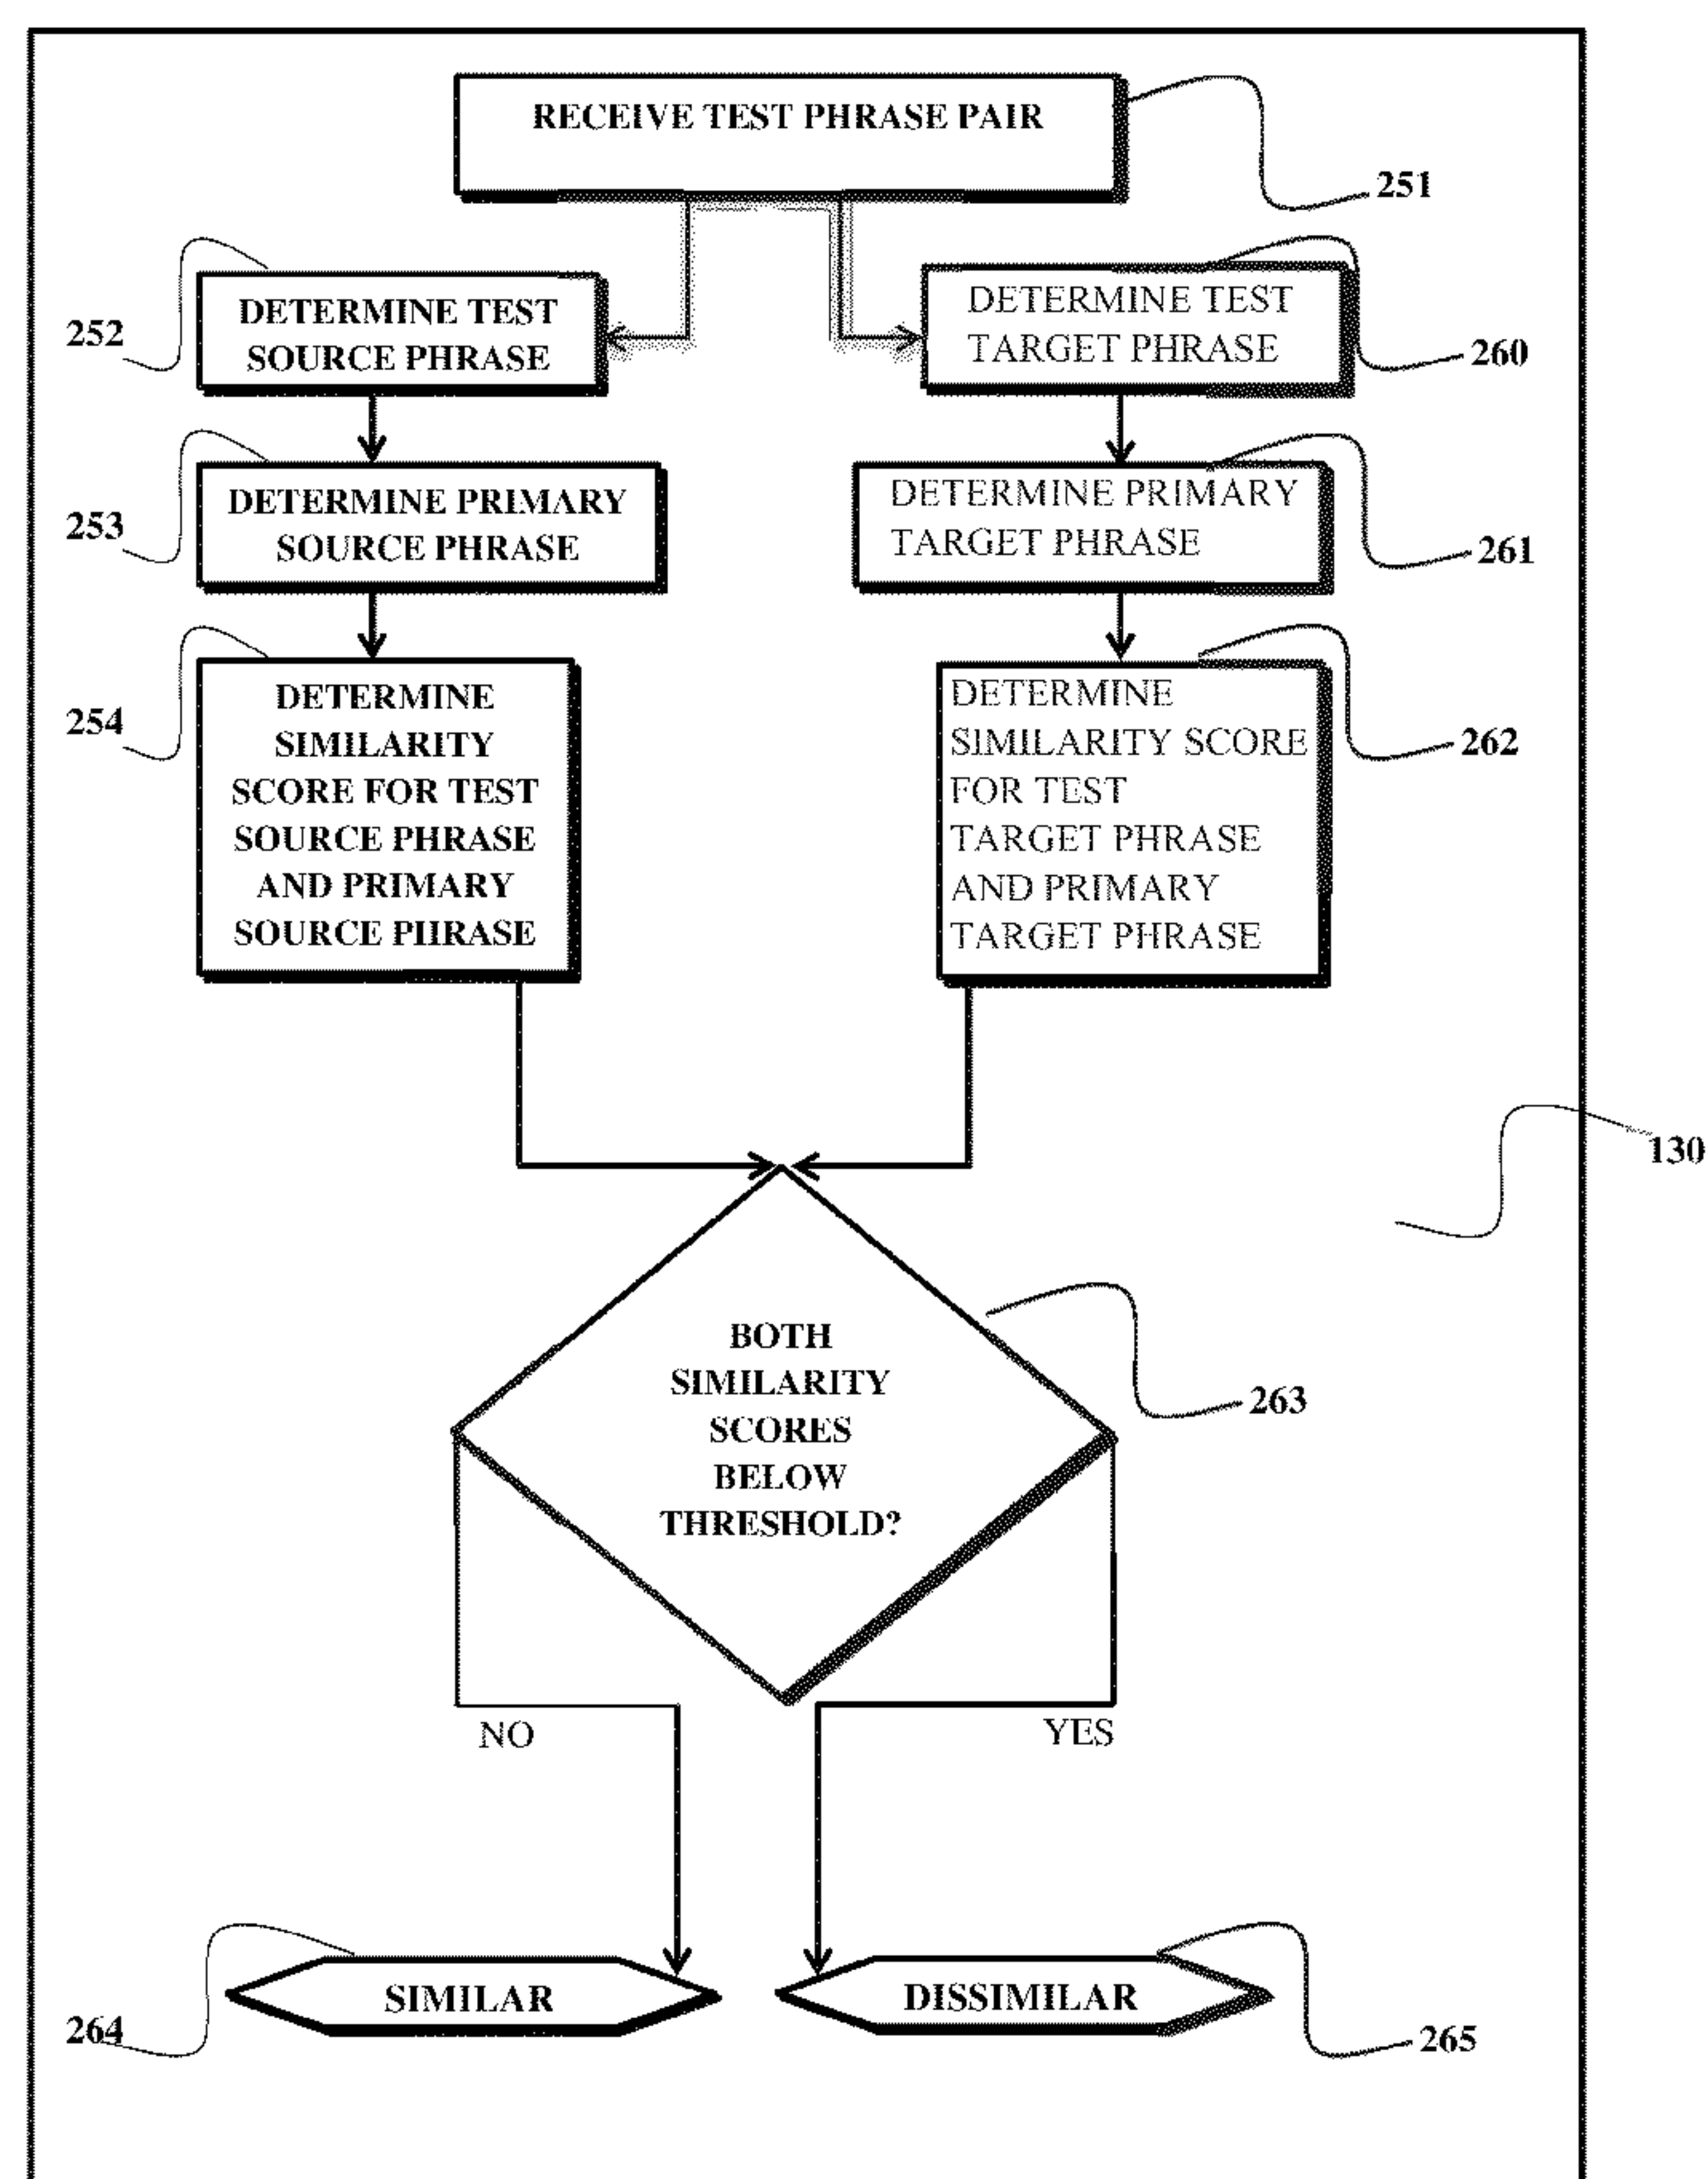 RECEIVE TEST PHRASE PAIR
251
252
DETERMINE TEST
SOURCE PHRASE
DETERMINE TEST
TARGET PHRASE
260
253
DETERMINE PRIMARY
SOURCE PHRASE
DETERMINE PRIMARY
TARGET PHRASE
261
254
DETERMINE
SIMILARITY
SCORE FOR TEST
SOURCE PHRASE
AND PRIMARY
SOURCE PHRASE
DETERMINE
SIMILARITY SCORE
FOR TEST
TARGET PHRASE
AND PRIMARY
TARGET PHRASE
262
130
BOTH
SIMILARITY
SCORES
BELOW
THRESHOLD?
263
NO
YES
264
SIMILAR
DISSIMILAR
265